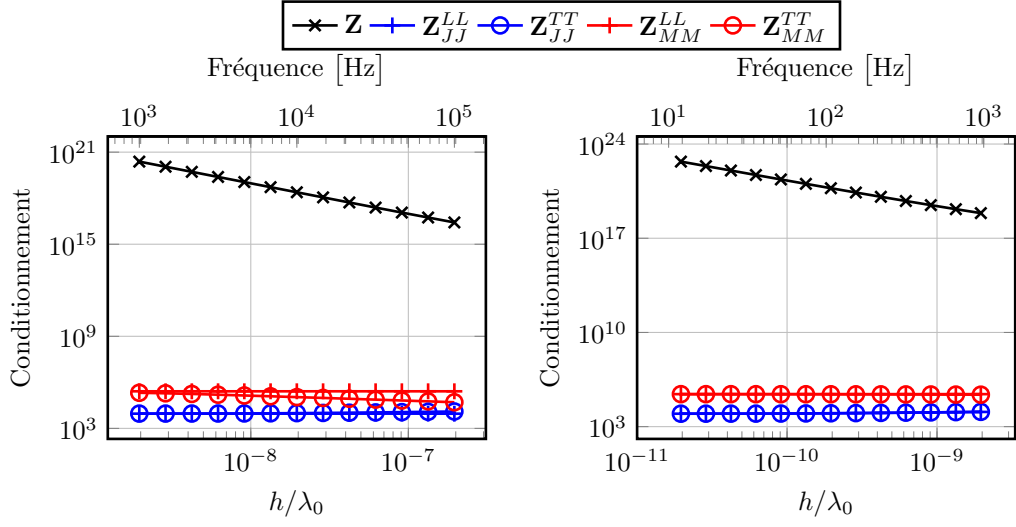 Z Z_{JJ}^{LL} Z_{JJ}^{TT} Z_{MM}^{LL} Z_{MM}^{TT}
Fréquence [Hz]
10^3 10^4 10^5
Conditionnement
10^21
10^15
10^9
10^3
10^−8 10^−7
h/λ_0
Fréquence [Hz]
10^1 10^2 10^3
Conditionnement
10^24
10^17
10^10
10^3
10^−11 10^−10 10^−9
h/λ_0